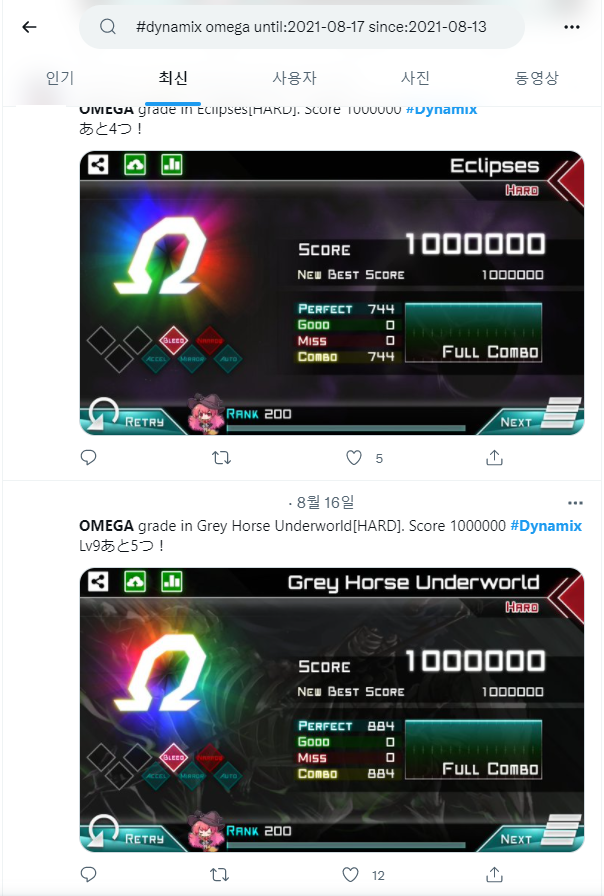 #dynamix omega until:2021-08-17 since:2021-08-13
인기 최신 사용자 사진 동영상
OMEGA grade in Eclipses[HARD]. Score 1000000 #Dynamix
あと4つ！
Eclipses
HARD
SCORE 1000000
NEW BEST SCORE 1000000
PERFECT 744
GOOD 0
MISS 0
COMBO 744
FULL COMBO
BLEED
ACCEL MIRROR AUTO
RETRY
RANK 200
NEXT
5
· 8월 16일
OMEGA grade in Grey Horse Underworld[HARD]. Score 1000000 #Dynamix
Lv9あと5つ！
Grey Horse Underworld
HARD
SCORE 1000000
NEW BEST SCORE 1000000
PERFECT 884
GOOD 0
MISS 0
COMBO 884
FULL COMBO
BLEED
ACCEL MIRROR AUTO
RETRY
RANK 200
NEXT
12